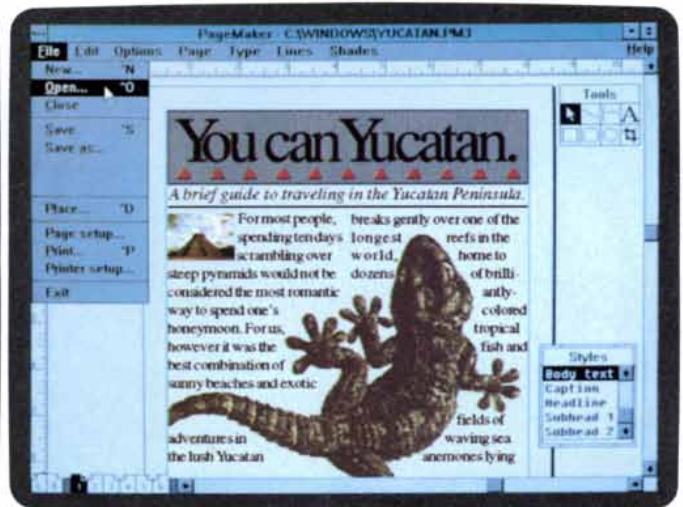 PageMaker - C:\WINDOWS\YUCATAN.PM3
File Edit Options Page Type Lines Shades Help
New... ^N
Open... ^O
Close
Save ^S
Save as...
Place... ^D
Page setup...
Print... ^P
Printer setup...
Exit
Tools
A
You can Yucatan.
A brief guide to traveling in the Yucatan Peninsula.
For most people,
spending ten days
scrambling over
steep pyramids would not be
considered the most romantic
way to spend one's
honeymoon. For us,
however it was the
best combination of
sunny beaches and exotic
adventures in
the lush Yucatan
breaks gently over one of the
longest reefs in the
world, home to
dozens of brilli-
antly-
colored
tropical
fish and
fields of
waving sea
anemones lying
Styles
Body text
Caption
Headline
Subhead 1
Subhead 2